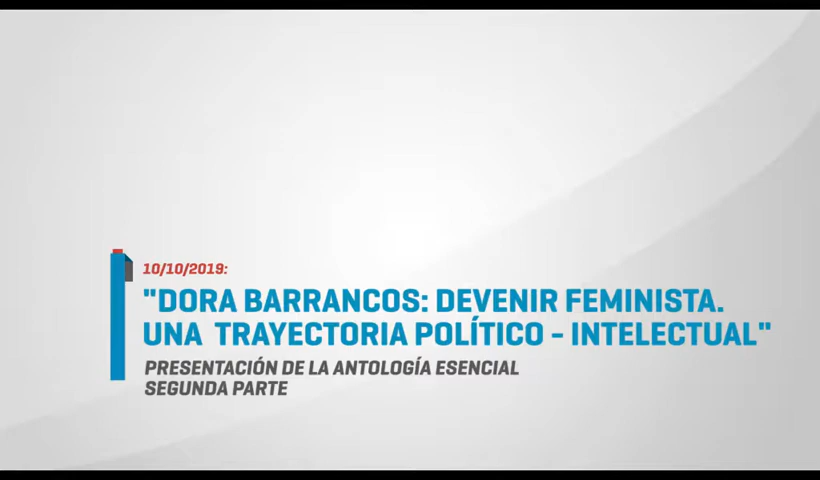 10/10/2019:
"DORA BARRANCOS: DEVENIR FEMINISTA.
UNA TRAYECTORIA POLÍTICO - INTELECTUAL"
PRESENTACIÓN DE LA ANTOLOGÍA ESENCIAL
SEGUNDA PARTE